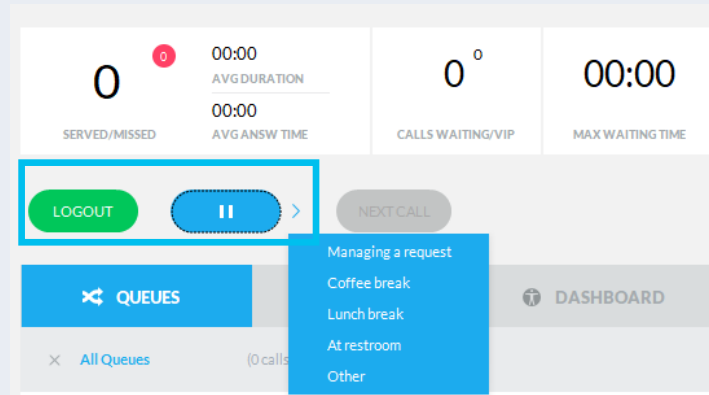 0
0
SERVED/MISSED
00:00
AVG DURATION
00:00
AVG ANSW TIME
0
0
CALLS WAITING/VIP
00:00
MAX WAITING TIME
LOGOUT
NEXT CALL
Managing a request
Coffee break
Lunch break
At restroom
Other
QUEUES
DASHBOARD
All Queues
(0 calls